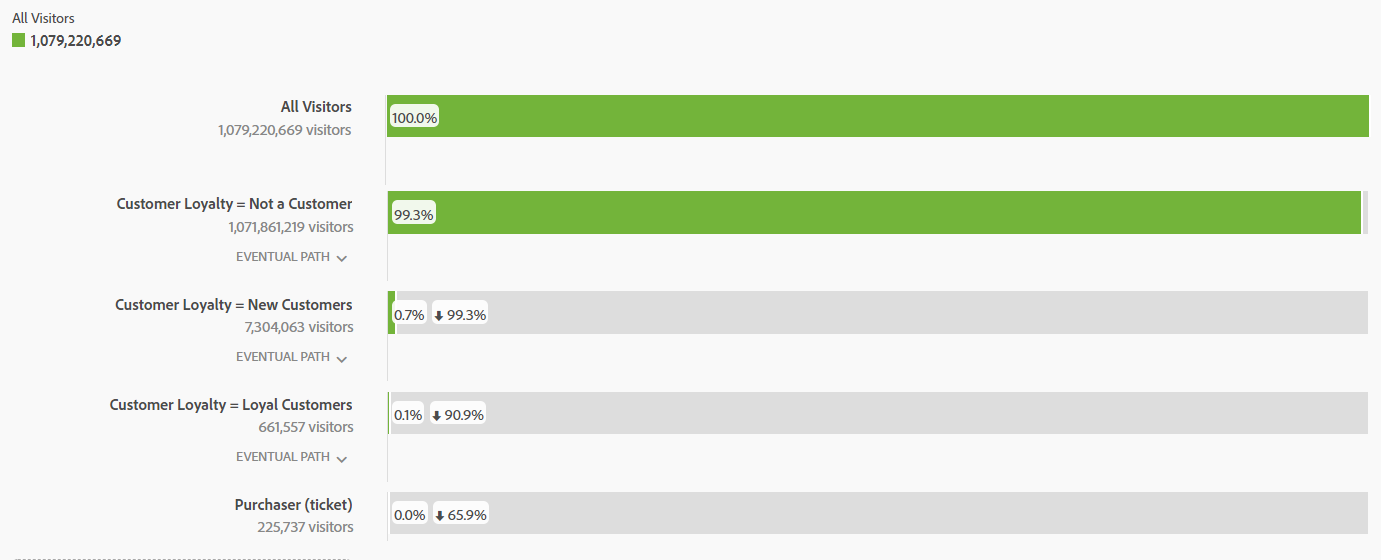 All Visitors
1,079,220,669
All Visitors
1,079,220,669 visitors
100.0%
Customer Loyalty = Not a Customer
1,071,861,219 visitors
EVENTUAL PATH
99.3%
Customer Loyalty = New Customers
7,304,063 visitors
EVENTUAL PATH
0.7% 99.3%
Customer Loyalty = Loyal Customers
661,557 visitors
EVENTUAL PATH
0.1% 90.9%
Purchaser (ticket)
225,737 visitors
0.0% 65.9%